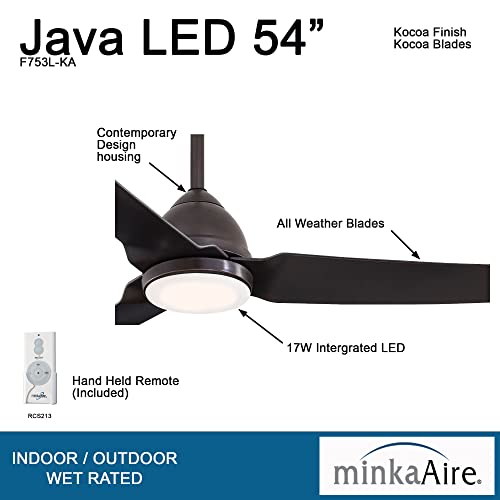 Java LED 54”
F753L-KA
Kocoa Finish
Kocoa Blades
Contemporary
Design
housing
All Weather Blades
17W Intergrated LED
Hand Held Remote
(Included)
RCS213
INDOOR / OUTDOOR
WET RATED
minkaAire®